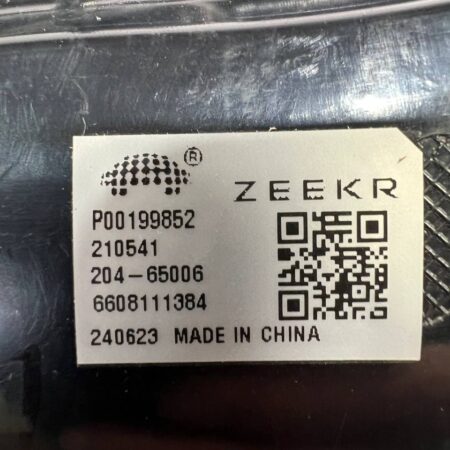 ® ZEEKR
P00199852
210541
204-65006
6608111384
240623 MADE IN CHINA